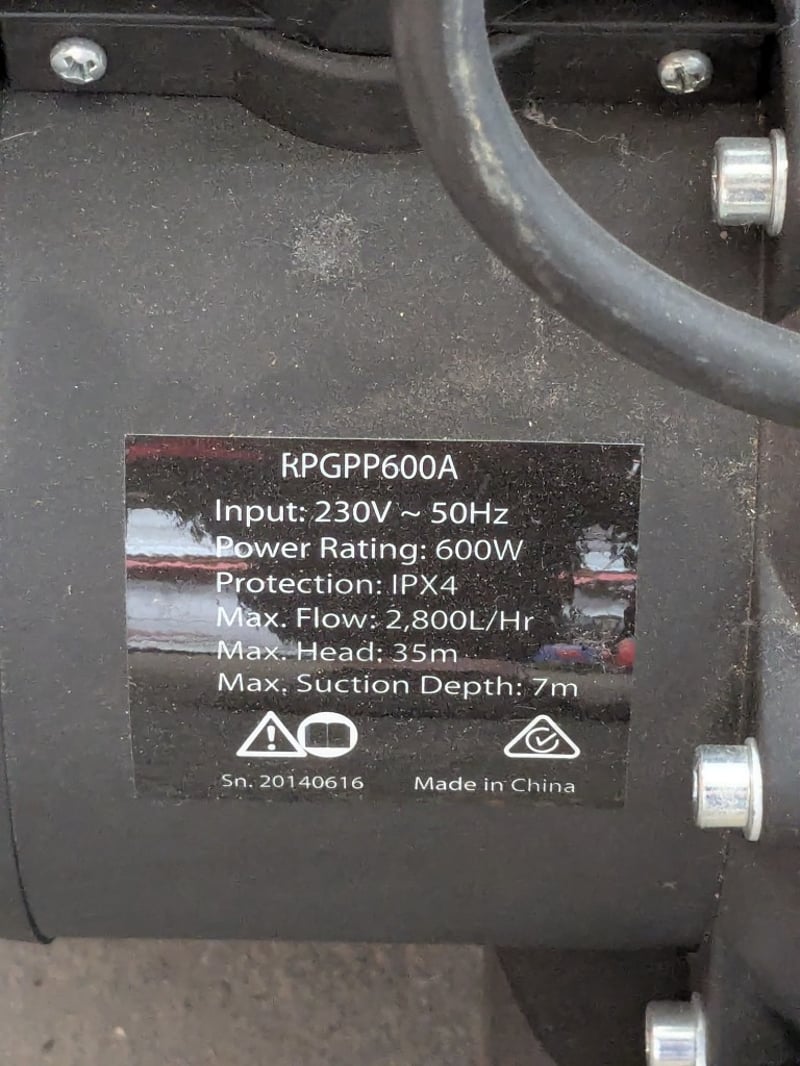 RPGPP600A
Input: 230V ~ 50Hz
Power Rating: 600W
Protection: IPX4
Max. Flow: 2,800L/Hr
Max. Head: 35m
Max. Suction Depth: 7m
Sn. 20140616 Made in China